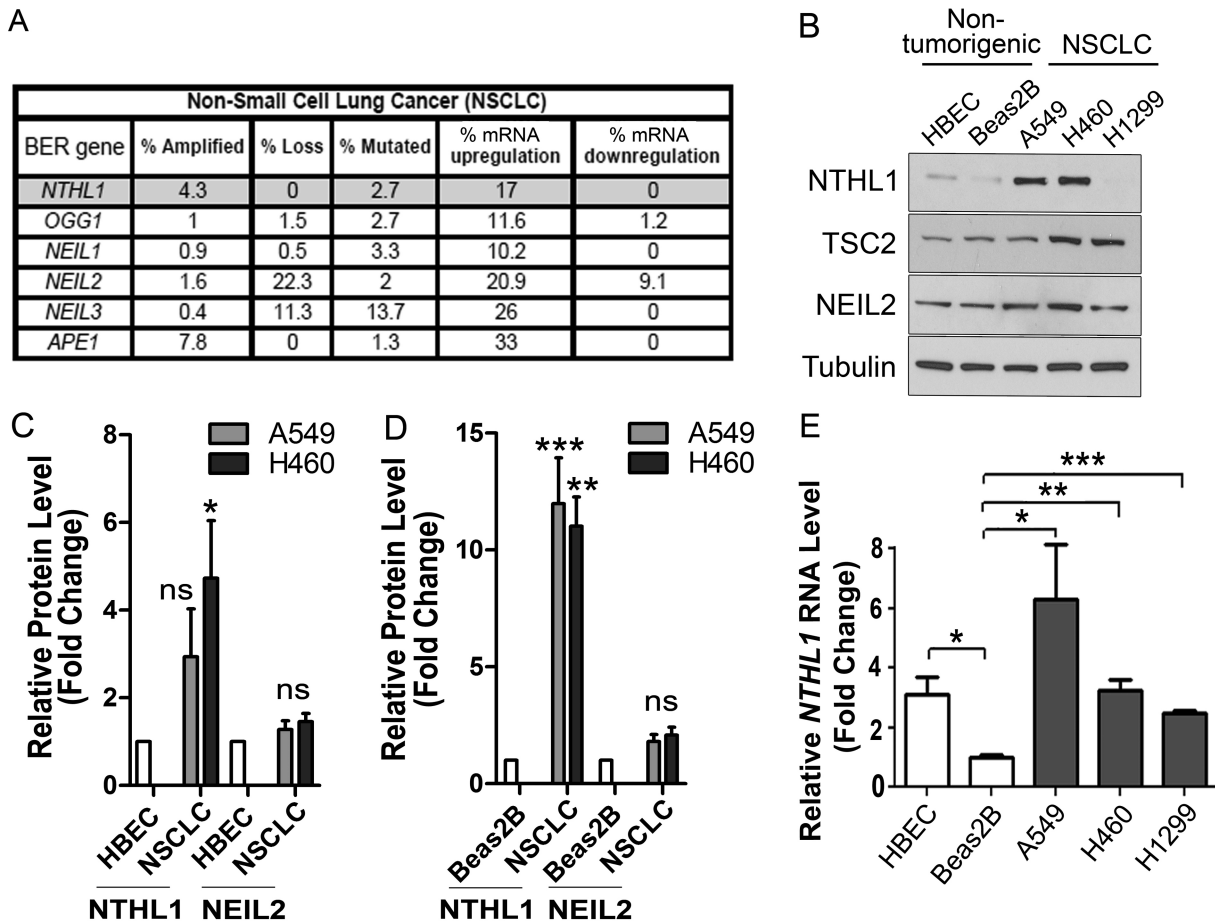 A
Non-Small Cell Lung Cancer (NSCLC)
BER gene % Amplified % Loss % Mutated % mRNA upregulation % mRNA downregulation
NTHL1 4.3 0 2.7 17 0
OGG1 1 1.5 2.7 11.6 1.2
NEIL1 0.9 0.5 3.3 10.2 0
NEIL2 1.6 22.3 2 20.9 9.1
NEIL3 0.4 11.3 13.7 26 0
APE1 7.8 0 1.3 33 0
B
Non-
tumorigenic NSCLC
HBEC Beas2B A549 H460 H1299
NTHL1
TSC2
NEIL2
Tubulin
C
A549
H460
Relative Protein Level
(Fold Change)
8
6
4
2
0
ns * ns
HBEC NSCLC HBEC NSCLC
NTHL1 NEIL2
D
A549
H460
Relative Protein Level
(Fold Change)
15
10
5
0
*** ** ns
Beas2B NSCLC Beas2B NSCLC
NTHL1 NEIL2
E
Relative NTHL1 RNA Level
(Fold Change)
8
6
4
2
0
***
**
*
*
HBEC Beas2B A549 H460 H1299